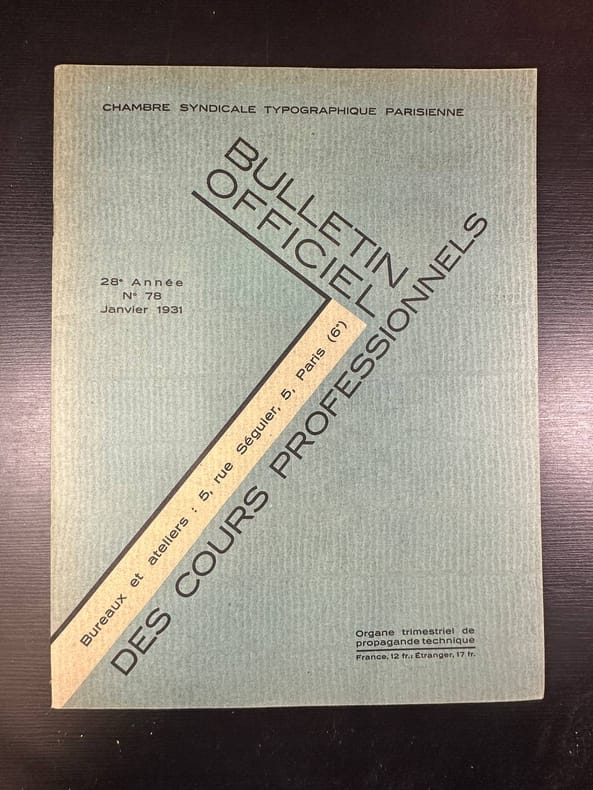 CHAMBRE SYNDICALE TYPOGRAPHIQUE PARISIENNE
BULLETIN
OFFICIEL
DES COURS PROFESSIONNELS
28e Année
N° 78
Janvier 1931
Bureaux et ateliers : 5, rue Séguier, 5, Paris (6e)
Organe trimestriel de
propagande technique
France, 12 fr.; Étranger, 17 fr.